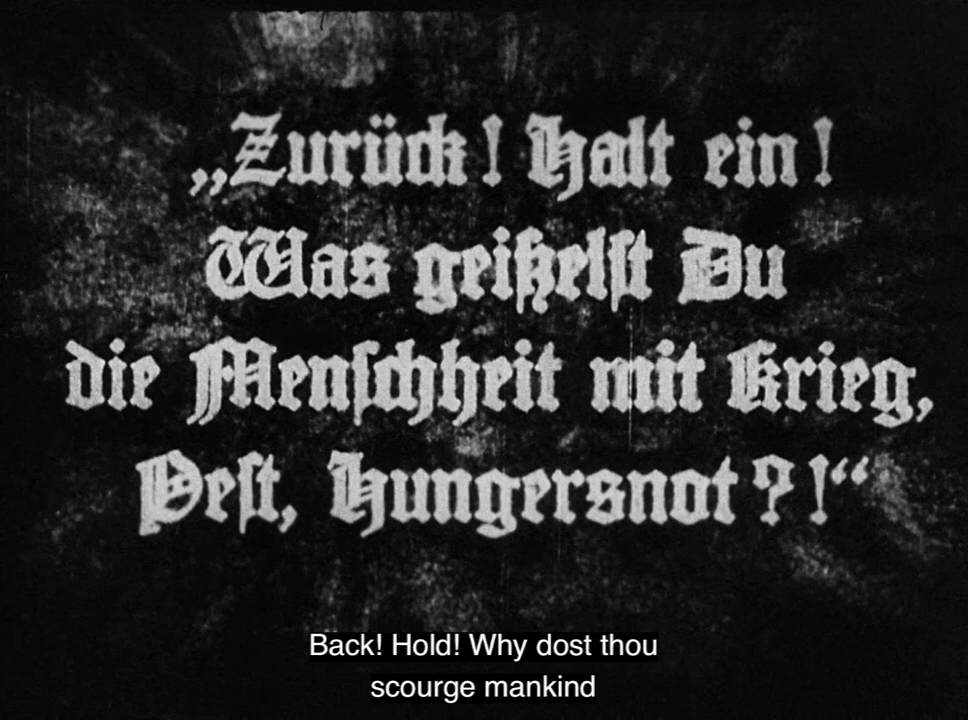 „Zurück! Halt ein!
Was geißelst Du
die Menschheit mit Krieg,
Pest, Hungersnot?!“
Back! Hold! Why dost thou
scourge mankind